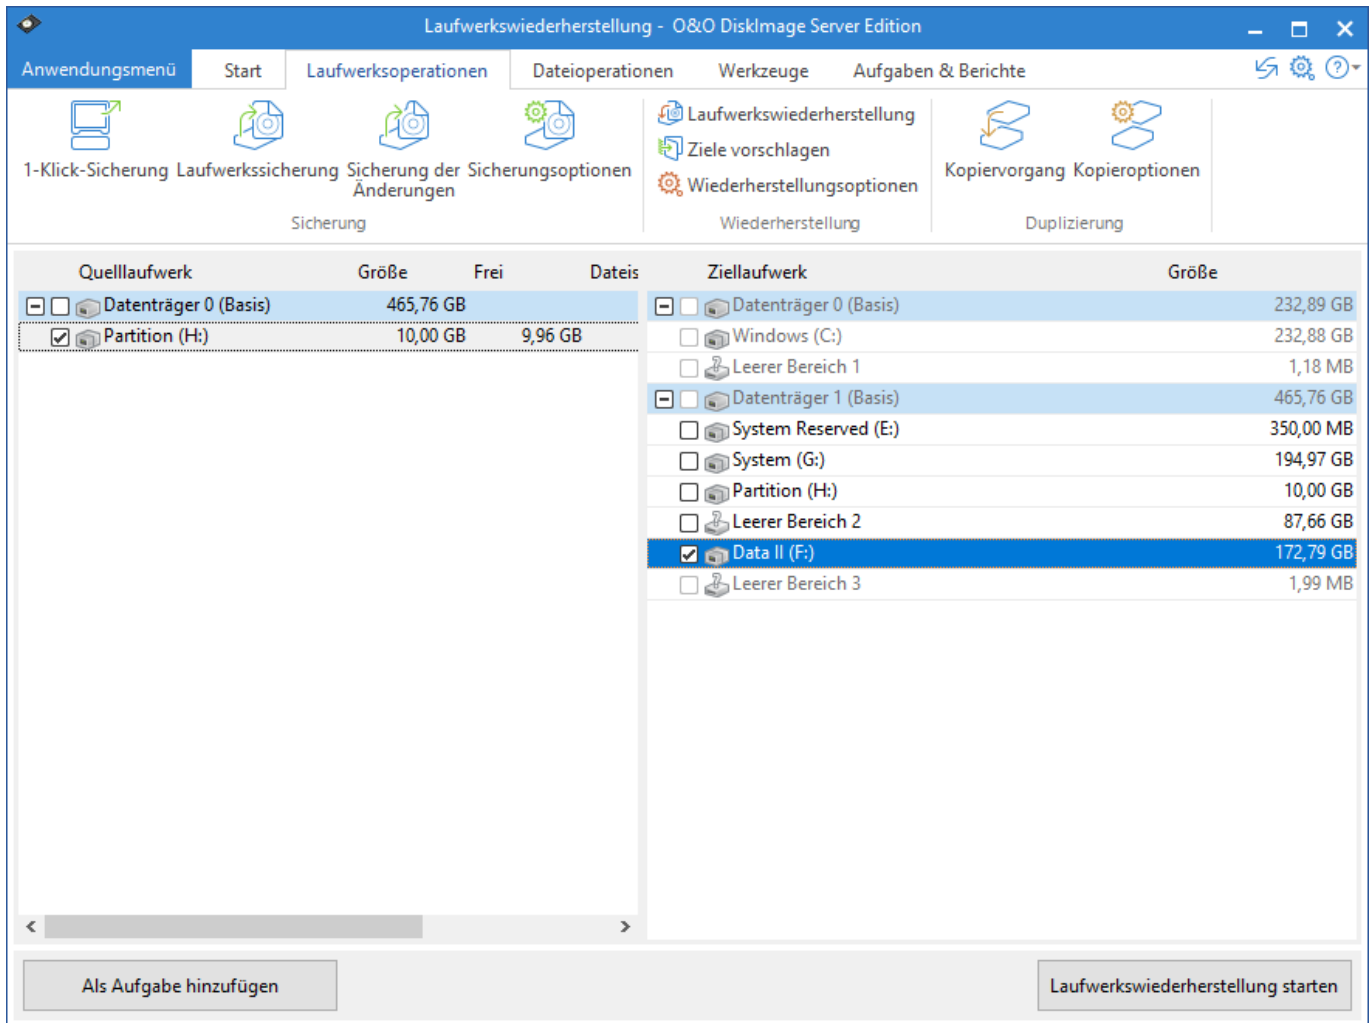 Laufwerkswiederherstellung - O&O DiskImage Server Edition
Anwendungsmenü Start Laufwerksoperationen Dateioperationen Werkzeuge Aufgaben & Berichte
1-Klick-Sicherung Laufwerkssicherung Sicherung der Änderungen Sicherungsoptionen
Sicherung
Laufwerkswiederherstellung
Ziele vorschlagen
Wiederherstellungsoptionen
Wiederherstellung
Kopiervorgang Kopieroptionen
Duplizierung
Quelllaufwerk Größe Frei Dateis
Datenträger 0 (Basis) 465,76 GB
Partition (H:) 10,00 GB 9,96 GB
Ziellaufwerk Größe
Datenträger 0 (Basis) 232,89 GB
Windows (C:) 232,88 GB
Leerer Bereich 1 1,18 MB
Datenträger 1 (Basis) 465,76 GB
System Reserved (E:) 350,00 MB
System (G:) 194,97 GB
Partition (H:) 10,00 GB
Leerer Bereich 2 87,66 GB
Data II (F:) 172,79 GB
Leerer Bereich 3 1,99 MB
Als Aufgabe hinzufügen
Laufwerkswiederherstellung starten